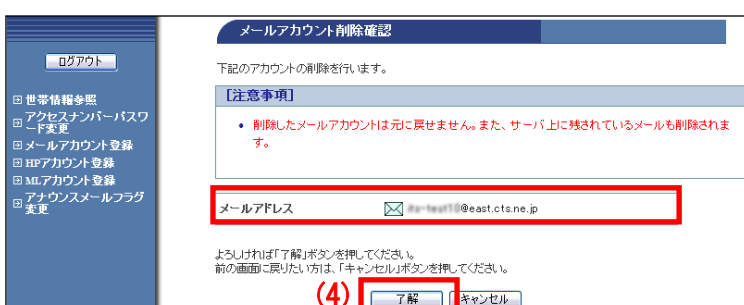 メールアカウント削除確認
ログアウト
下記のアカウントの削除を行います。
世帯情報参照
アクセスナンバーパスワ
ード変更
メールアカウント登録
HPアカウント登録
MLアカウント登録
アナウンスメールフラグ
変更
[注意事項]
• 削除したメールアカウントは元に戻せません。また、サーバ上に残されているメールも削除されま
す。
メールアドレス @east.cts.ne.jp
よろしければ「了解」ボタンを押してください。
前の画面に戻りたい方は、「キャンセル」ボタンを押してください。
(4) 了解 キャンセル